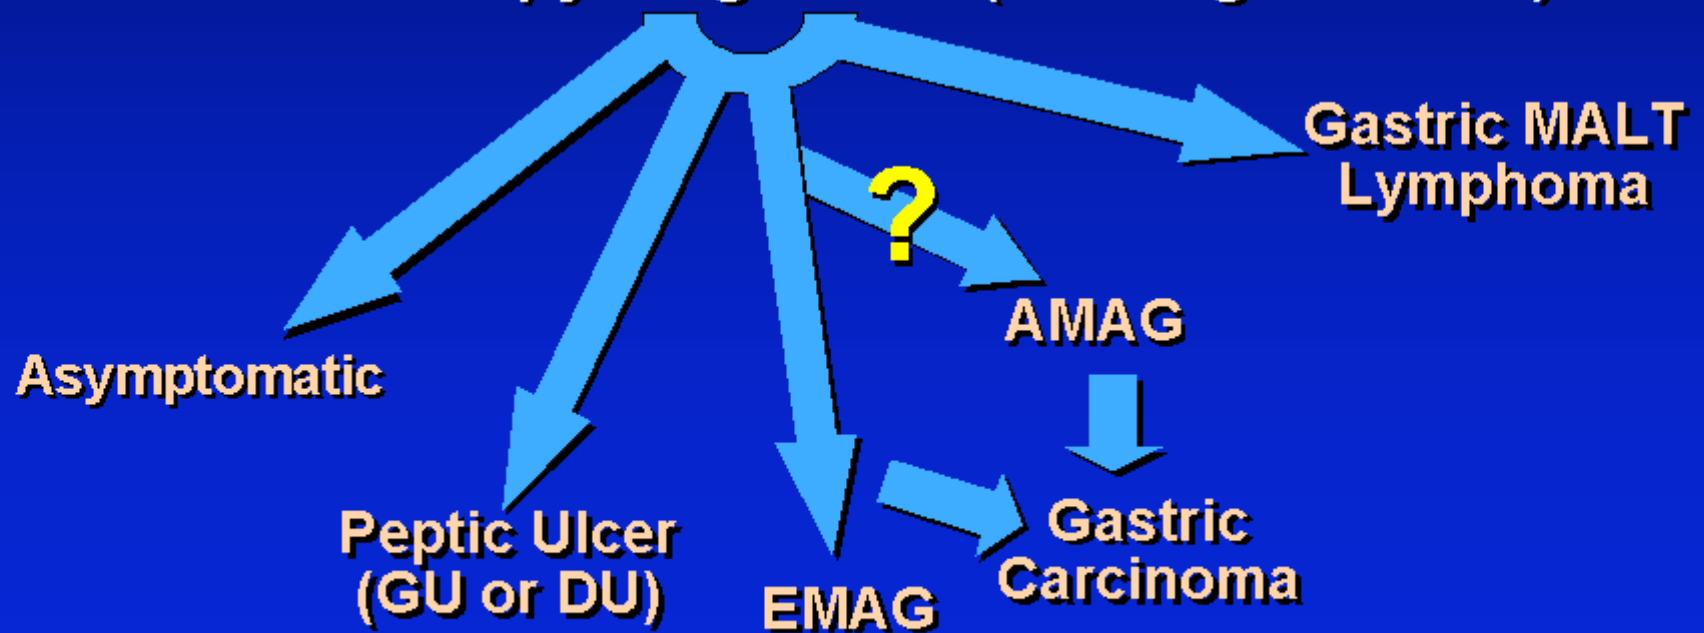 Gastric MALT
Lymphoma
?
AMAG
Asymptomatic
Peptic Ulcer
(GU or DU)
EMAG
Gastric
Carcinoma